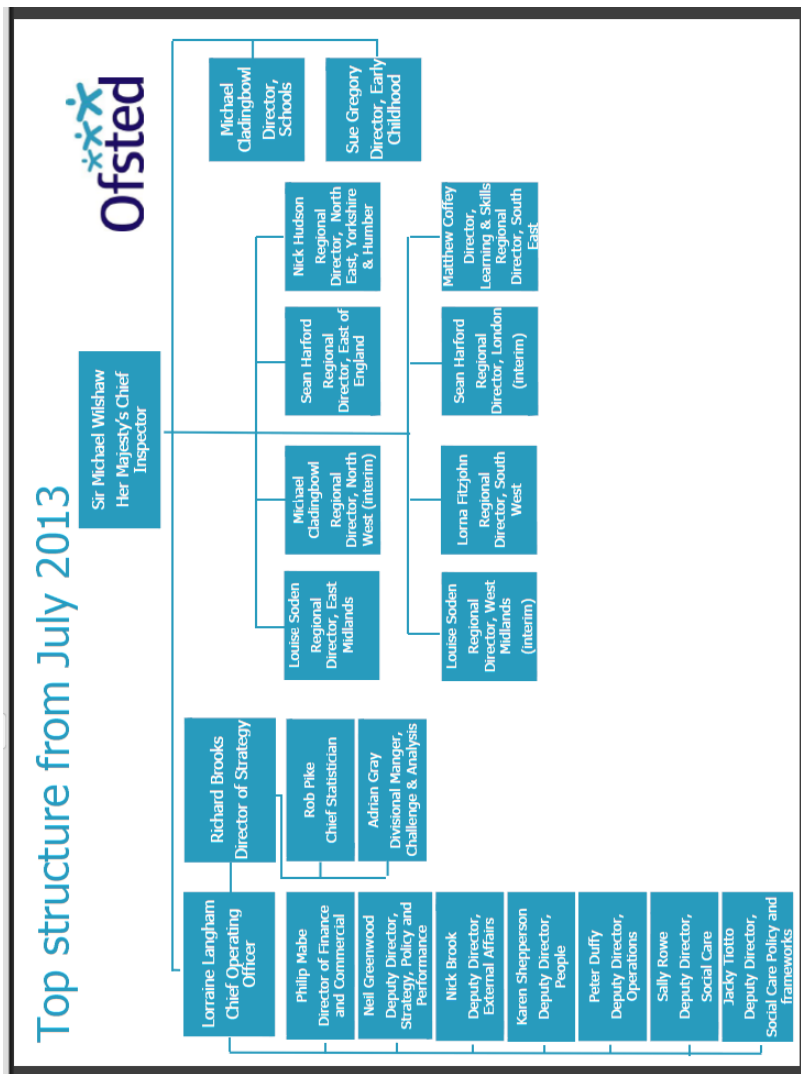 Top structure from July 2013
Ofsted
Sir Michael Wilshaw
Her Majesty's Chief
Inspector
Lorraine Langham
Chief Operating
Officer
Richard Brooks
Director of Strategy
Michael
Cladingbowl
Director,
Schools
Sue Gregory
Director, Early
Childhood
Philip Mabe
Director of Finance
and Commercial
Neil Greenwood
Deputy Director,
Strategy, Policy and
Performance
Nick Brook
Deputy Director,
External Affairs
Karen Shepperson
Deputy Director,
People
Peter Duffy
Deputy Director,
Operations
Sally Rowe
Deputy Director,
Social Care
Jacky Tiotto
Deputy Director,
Social Care Policy and
frameworks
Rob Pike
Chief Statistician
Adrian Gray
Divisional Manger,
Challenge & Analysis
Louise Soden
Regional
Director, East
Midlands
Michael
Cladingbowl
Regional
Director, North
West (interim)
Sean Harford
Regional
Director, East of
England
Nick Hudson
Regional
Director, North
East, Yorkshire
& Humber
Louise Soden
Regional
Director, West
Midlands
(interim)
Lorna Fitzjohn
Regional
Director, South
West
Sean Harford
Regional
Director, London
(interim)
Matthew Coffey
Director,
Learning & Skills
Regional
Director, South
East